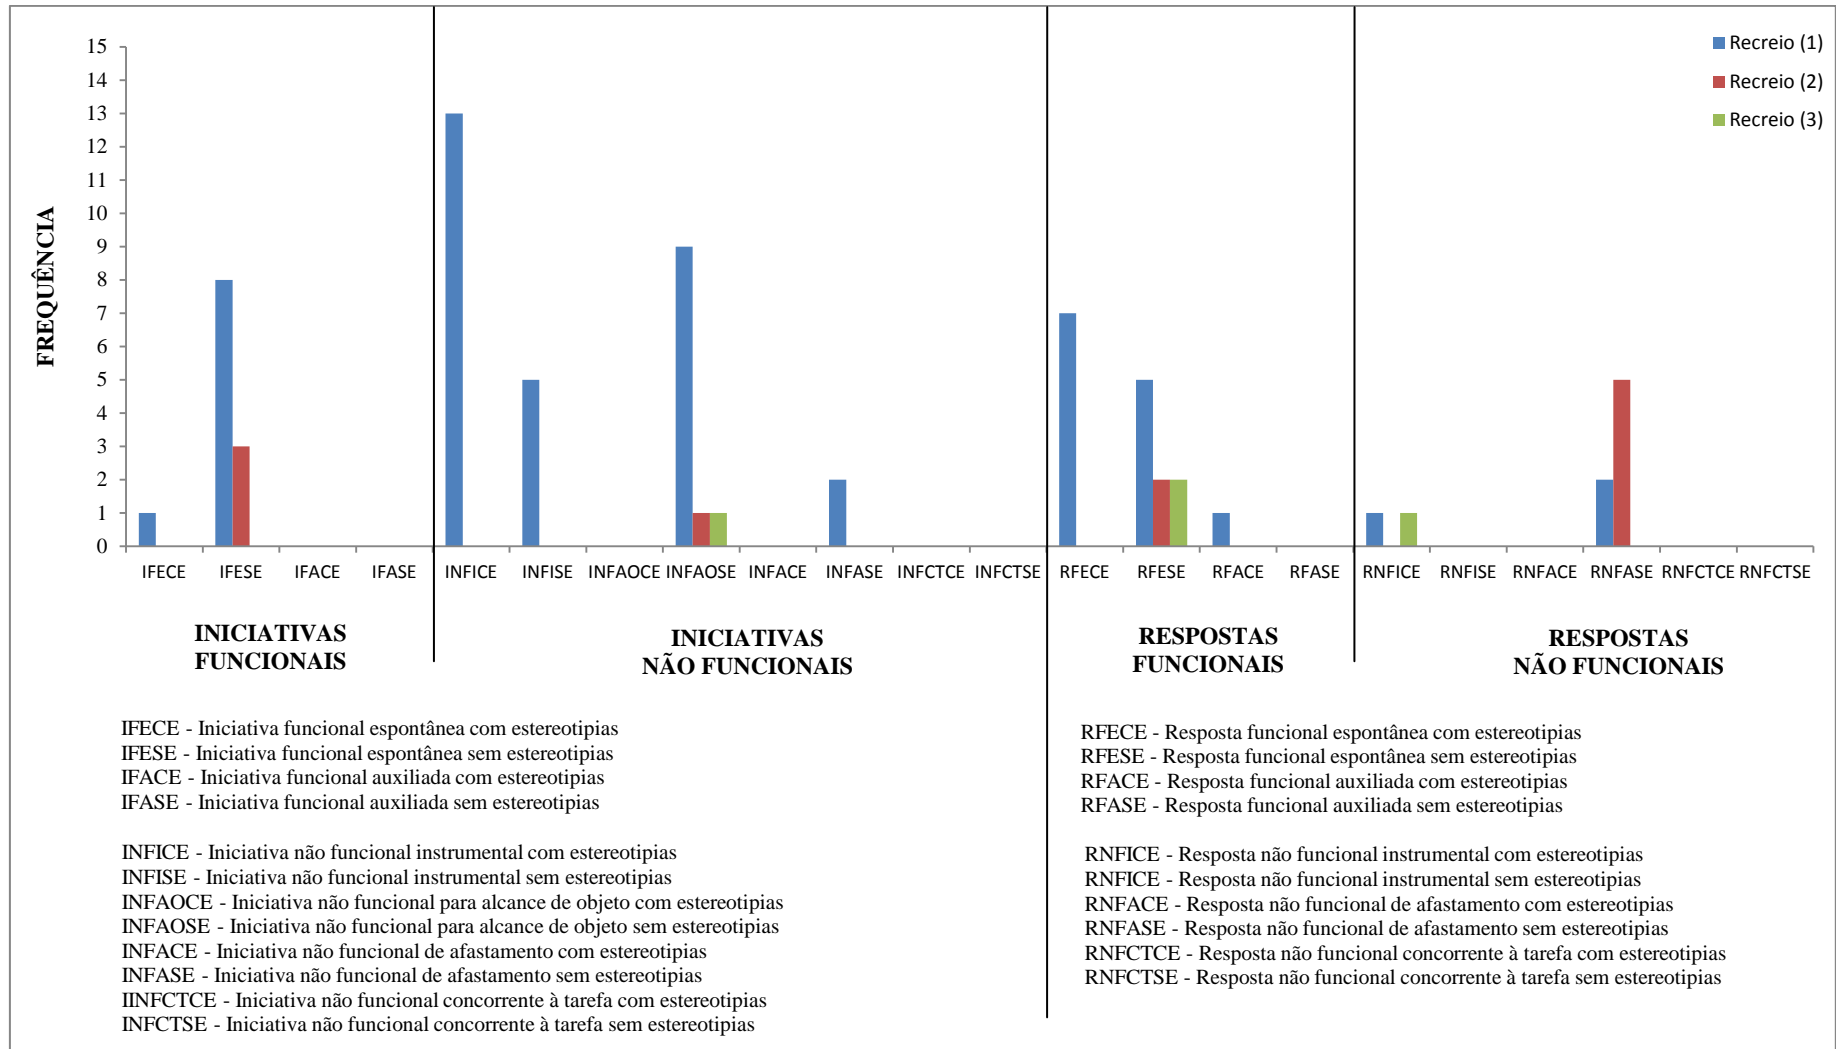 Recreio (1)
Recreio (2)
Recreio (3)
FREQUÊNCIA
15
14
13
12
11
10
9
8
7
6
5
4
3
2
1
0
IFECE IFESE IFACE IFASE INFICE INFISE INFAOCE INFAOSE INFACE INFASE INFCTCE INFCTSE RFECE RFESE RFACE RFASE RNFICE RNFISE RNFACE RNFASE RNFCTCE RNFCTSE
INICIATIVAS
FUNCIONAIS
INICIATIVAS
NÃO FUNCIONAIS
RESPOSTAS
FUNCIONAIS
RESPOSTAS
NÃO FUNCIONAIS
IFECE - Iniciativa funcional espontânea com estereotipias
IFESE - Iniciativa funcional espontânea sem estereotipias
IFACE - Iniciativa funcional auxiliada com estereotipias
IFASE - Iniciativa funcional auxiliada sem estereotipias
INFICE - Iniciativa não funcional instrumental com estereotipias
INFISE - Iniciativa não funcional instrumental sem estereotipias
INFAOCE - Iniciativa não funcional para alcance de objeto com estereotipias
INFAOSE - Iniciativa não funcional para alcance de objeto sem estereotipias
INFACE - Iniciativa não funcional de afastamento com estereotipias
INFASE - Iniciativa não funcional de afastamento sem estereotipias
IINFCTCE - Iniciativa não funcional concorrente à tarefa com estereotipias
INFCTSE - Iniciativa não funcional concorrente à tarefa sem estereotipias
RFECE - Resposta funcional espontânea com estereotipias
RFESE - Resposta funcional espontânea sem estereotipias
RFACE - Resposta funcional auxiliada com estereotipias
RFASE - Resposta funcional auxiliada sem estereotipias
RNFICE - Resposta não funcional instrumental com estereotipias
RNFICE - Resposta não funcional instrumental sem estereotipias
RNFACE - Resposta não funcional de afastamento com estereotipias
RNFASE - Resposta não funcional de afastamento sem estereotipias
RNFCTCE - Resposta não funcional concorrente à tarefa com estereotipias
RNFCTSE - Resposta não funcional concorrente à tarefa sem estereotipias